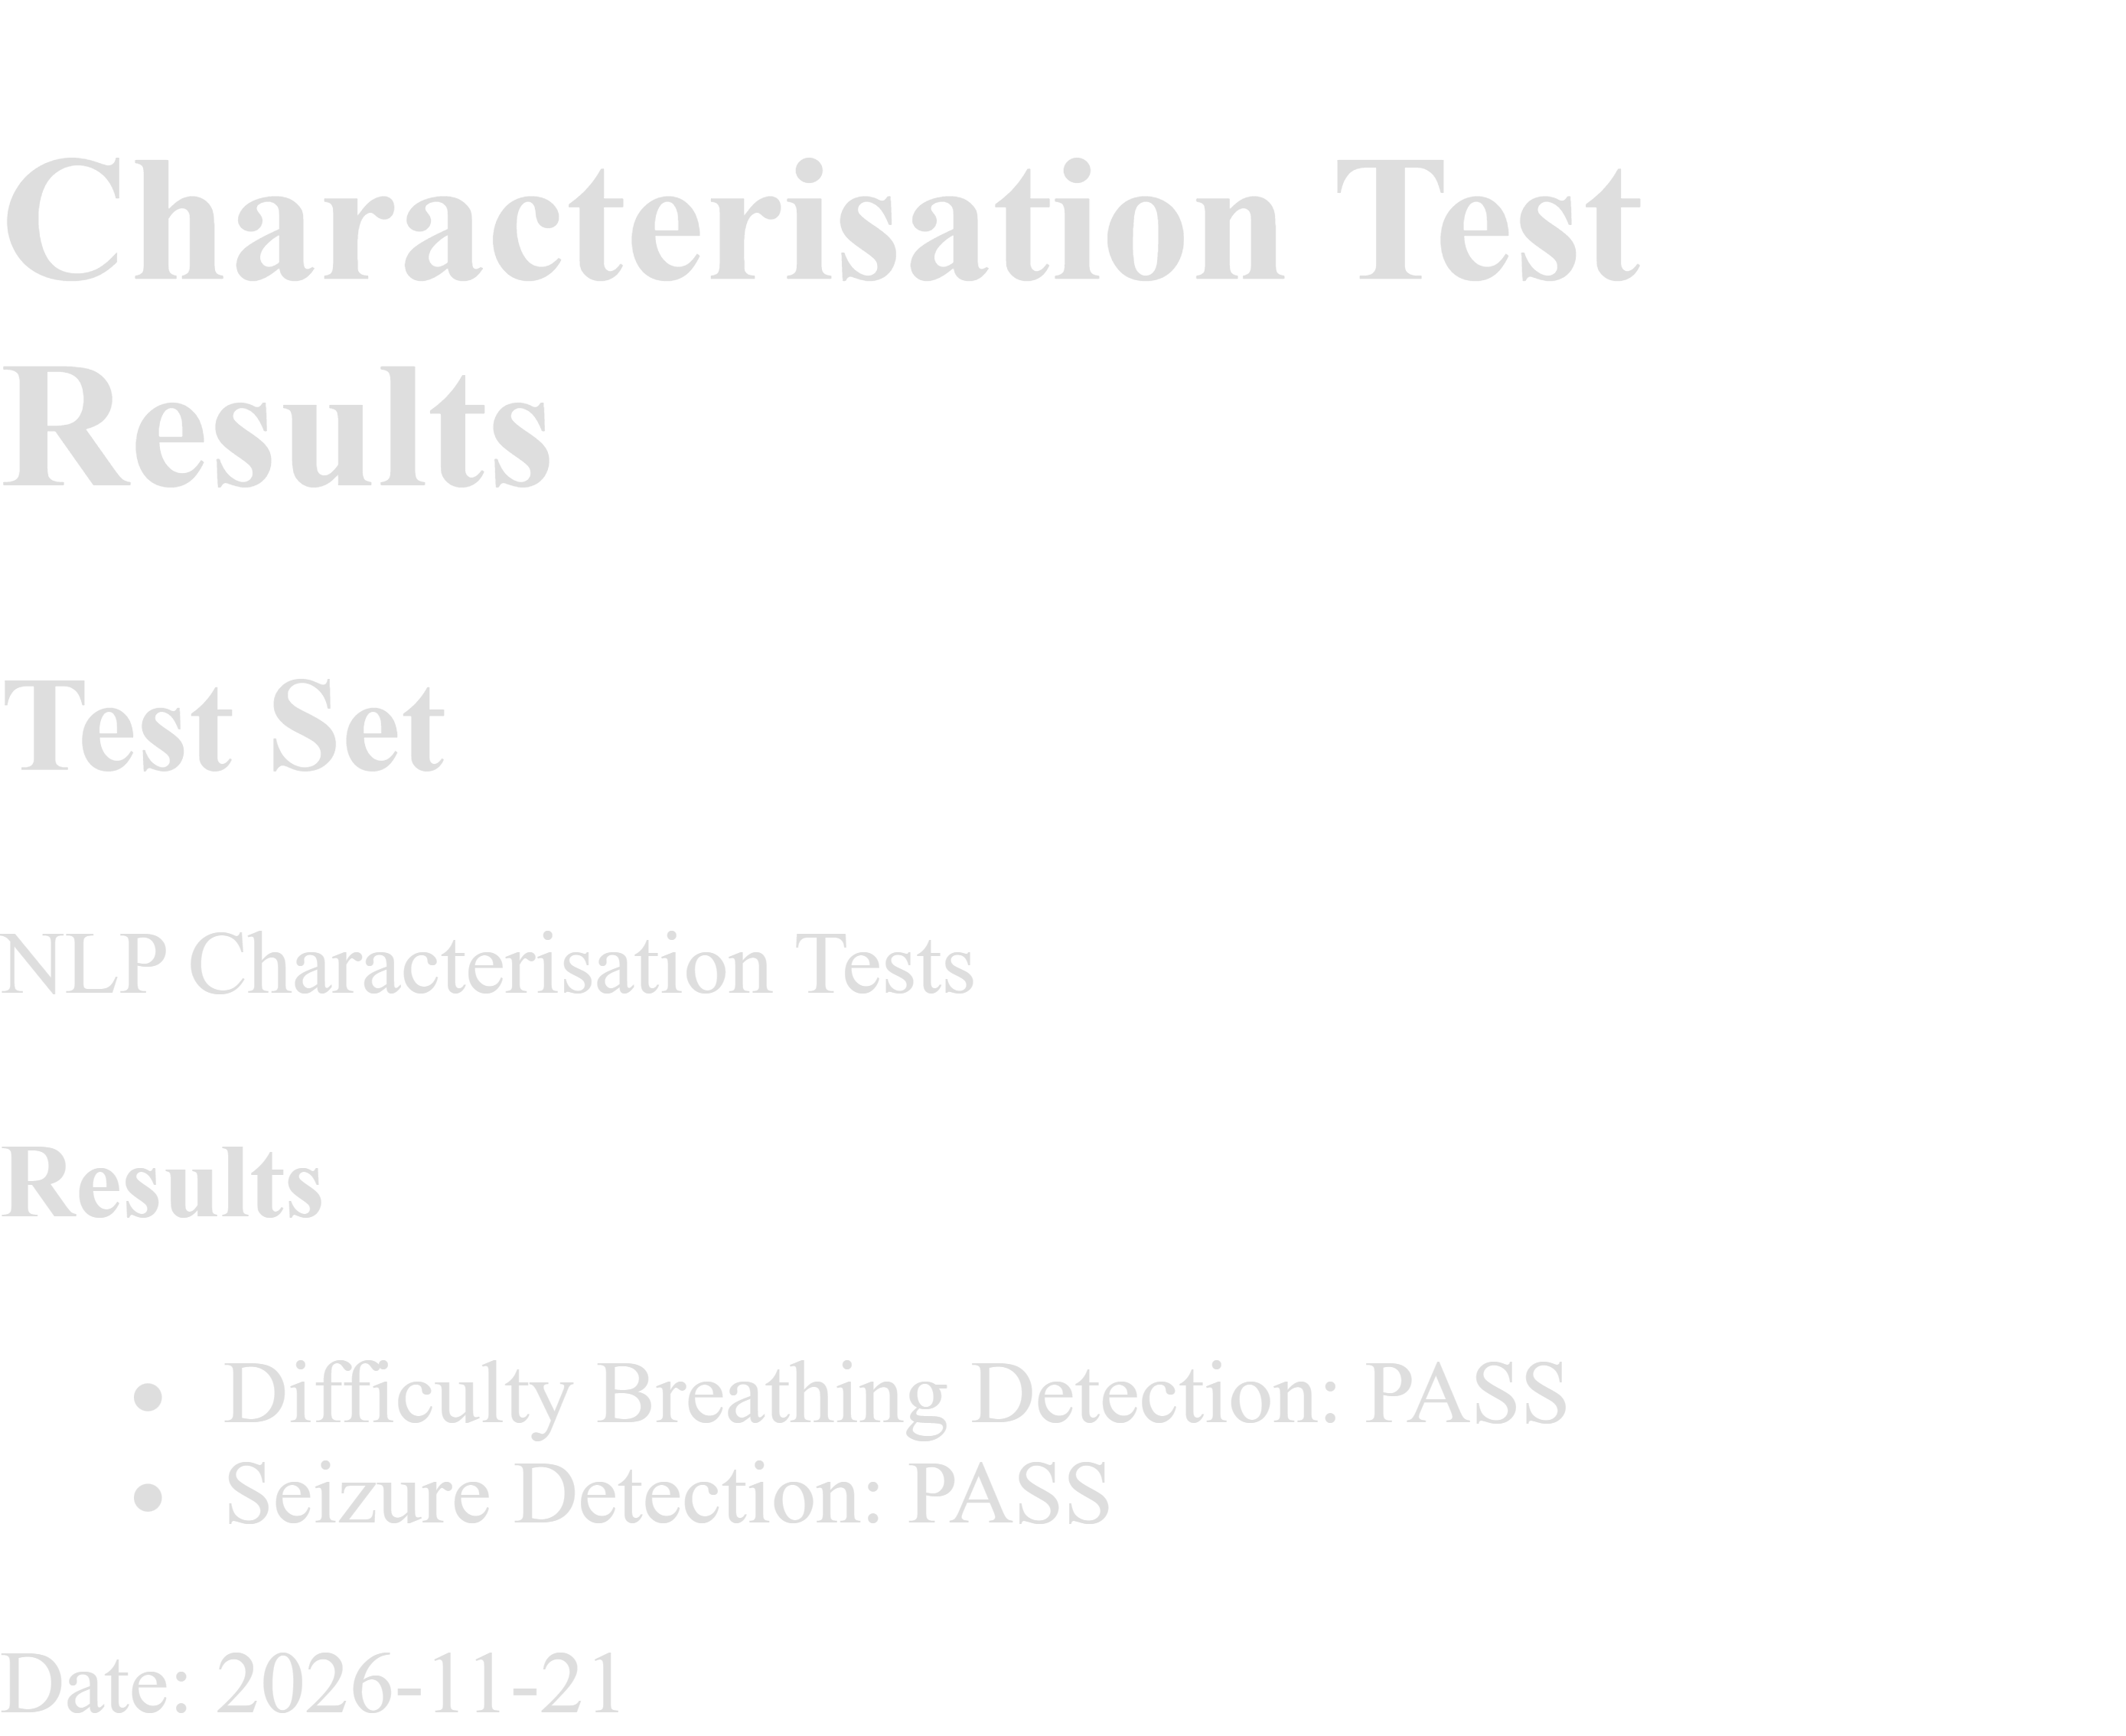 Characterisation Test
Results
Test Set
NLP Characterisation Tests
Results
• Difficulty Breathing Detection: PASS
• Seizure Detection: PASS
Date: 2226-11-21